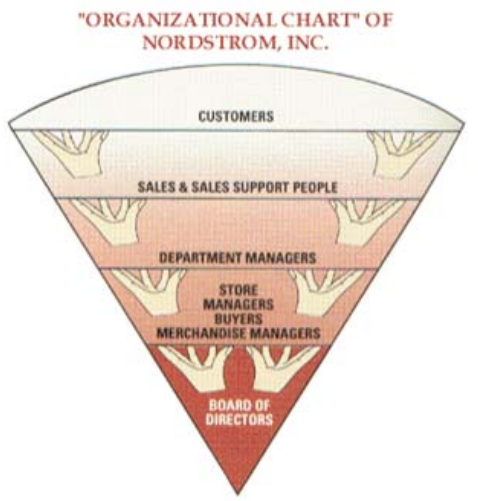 "ORGANIZATIONAL CHART" OF
NORDSTROM, INC.
CUSTOMERS
SALES & SALES SUPPORT PEOPLE
DEPARTMENT MANAGERS
STORE
MANAGERS
BUYERS
MERCHANDISE MANAGERS
BOARD OF
DIRECTORS